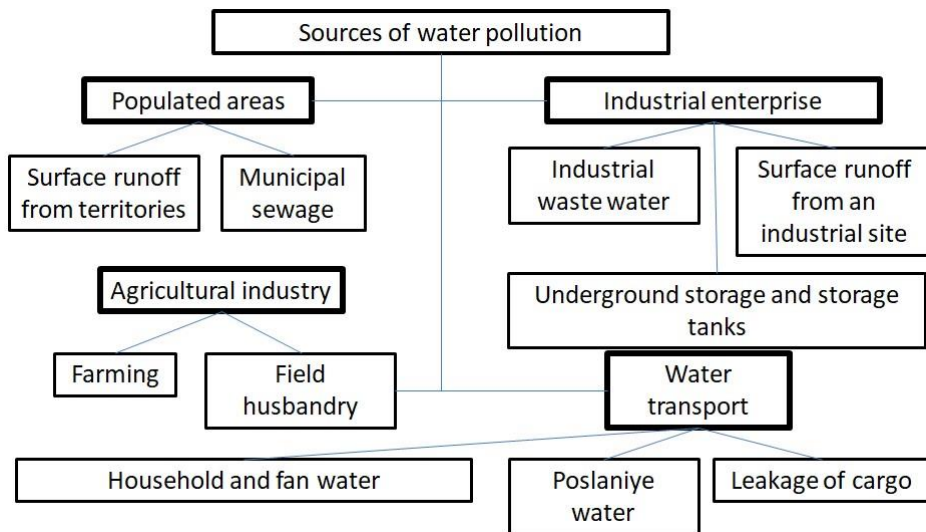 Sources of water pollution
Populated areas
Industrial enterprise
Surface runoff
from territories
Municipal
sewage
Industrial
waste water
Surface runoff
from an
industrial site
Agricultural industry
Underground storage and storage
tanks
Farming
Field
husbandry
Water
transport
Household and fan water
Poslaniye
water
Leakage of cargo